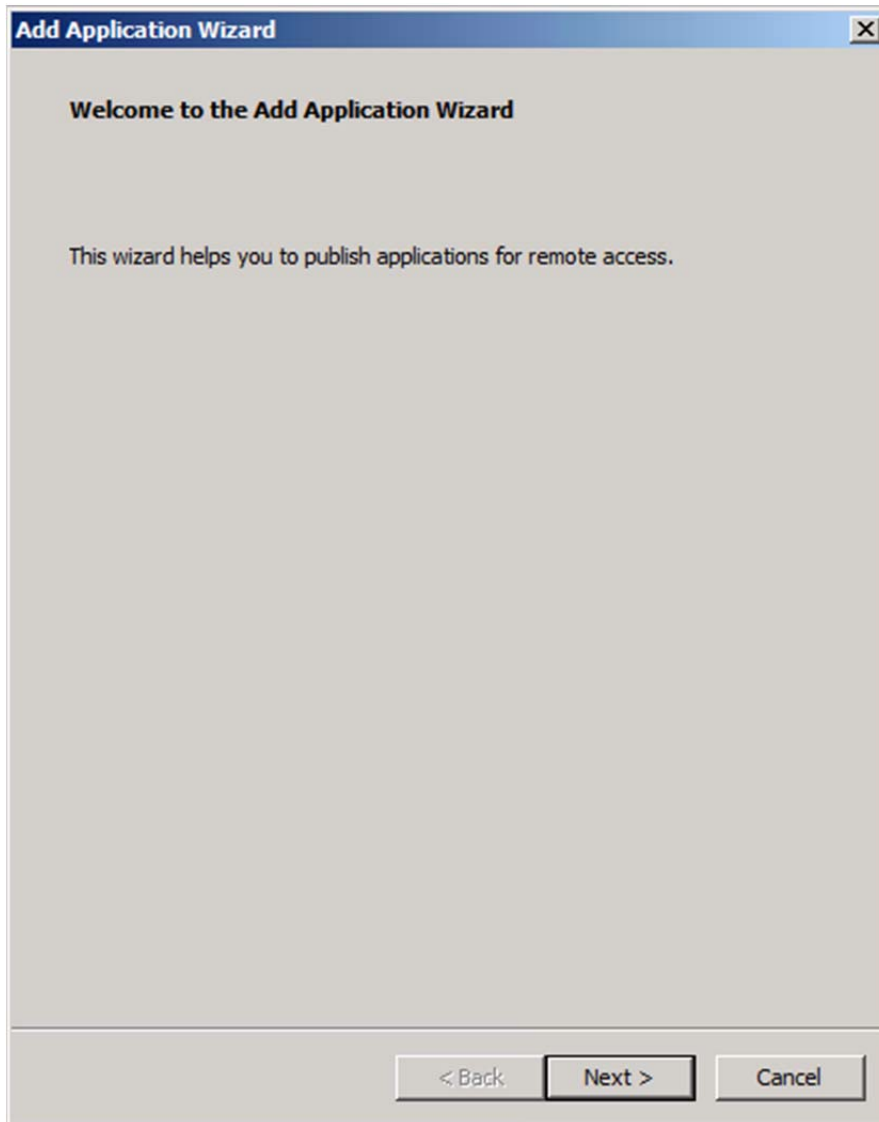 Add Application Wizard
Welcome to the Add Application Wizard
This wizard helps you to publish applications for remote access.
< Back Next > Cancel